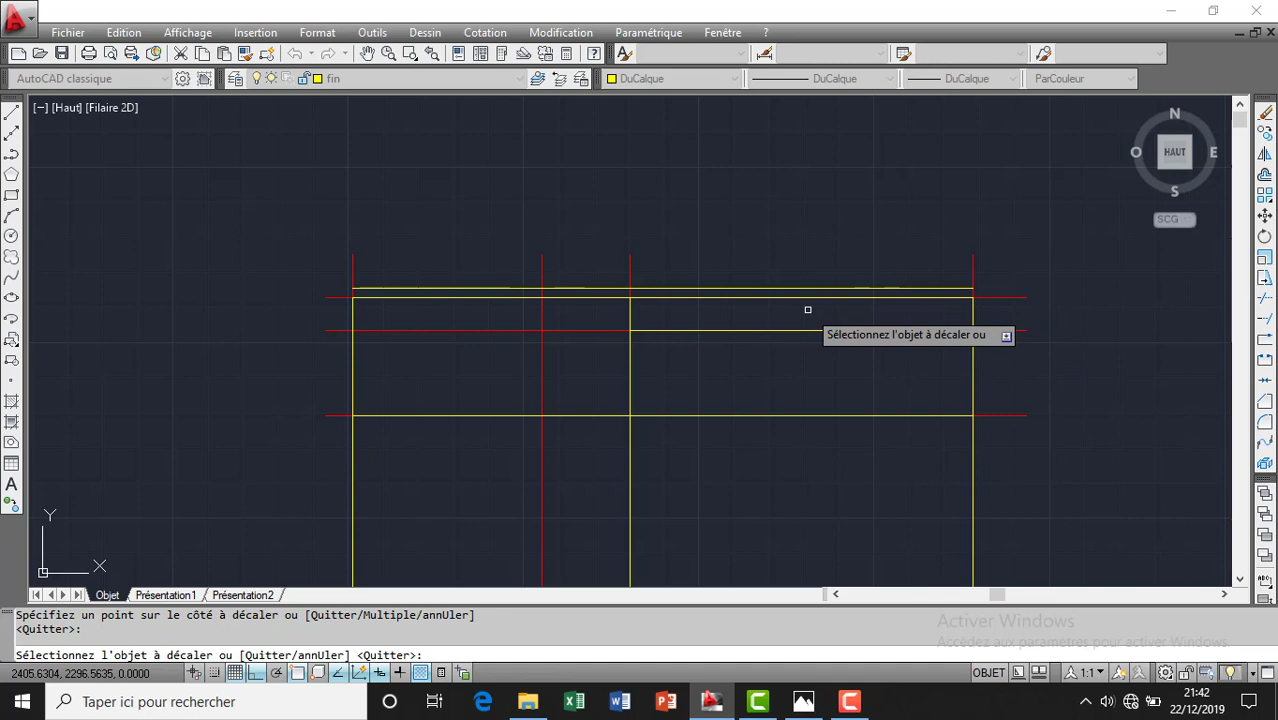 Fichier Edition Affichage Insertion Format Outils Dessin Cotation Modification Paramétrique Fenêtre ?
AutoCAD classique fin DuCalque DuCalque DuCalque ParCouleur
[−] [Haut] [Filaire 2D]
N
O HAUT E
S
SCG
Sélectionnez l'objet à décaler ou
Y
X
Objet Présentation1 Présentation2
Spécifiez un point sur le côté à décaler ou [Quitter/Multiple/annUler]
<Quitter>:
Activer Windows
Accédez aux paramètres pour activer Windows.
Sélectionnez l'objet à décaler ou [Quitter/annUler] <Quitter>:
2405.6304, 2296.5635, 0.0000 OBJET 1:1
Taper ici pour rechercher
21:42
22/12/2019